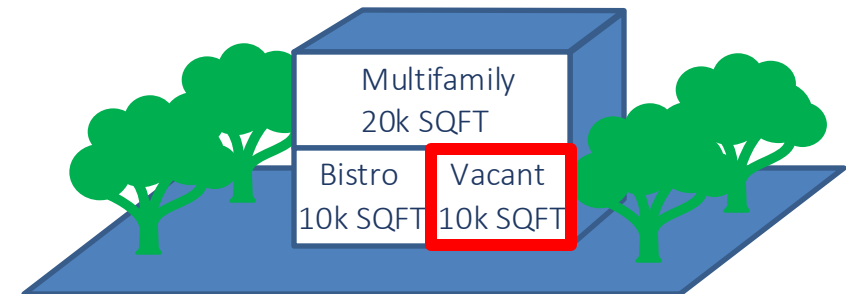 Multifamily
20k SQFT
Bistro
10k SQFT
Vacant
10k SQFT